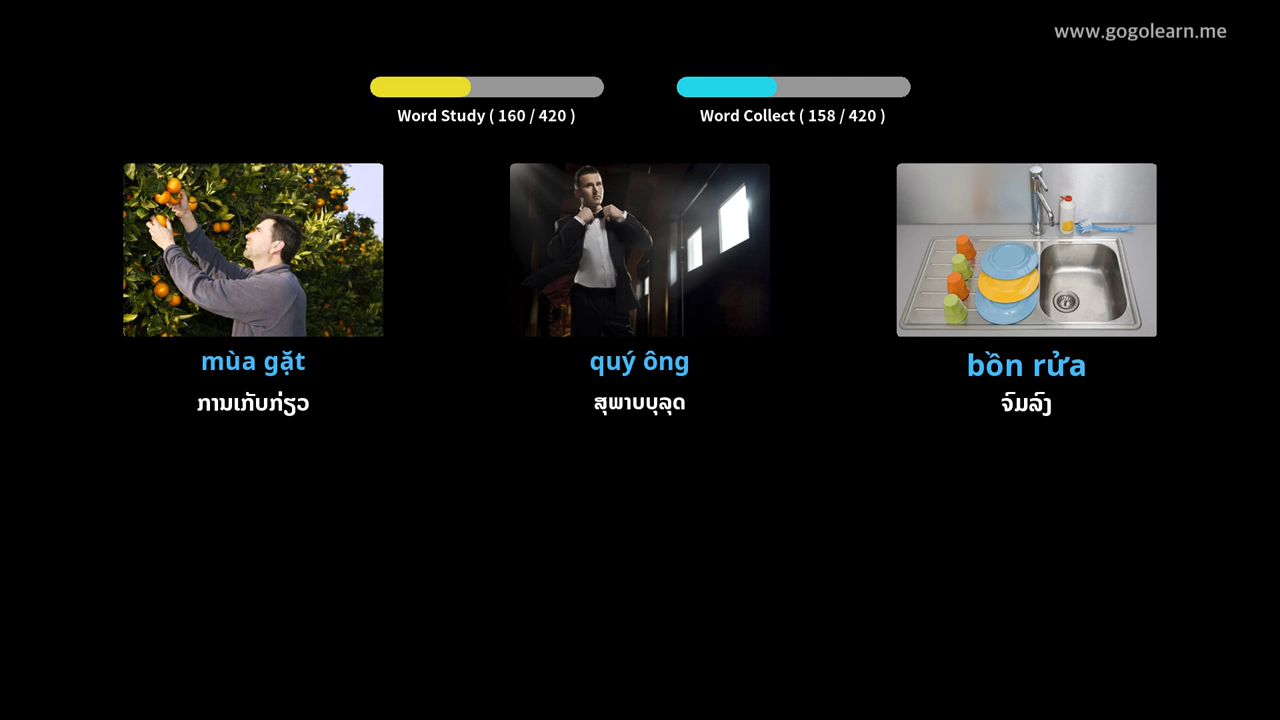 www.gogolearn.me
Word Study ( 160 / 420 )
Word Collect ( 158 / 420 )
mùa gặt
quý ông
bồn rửa
ການເກັບກ່ຽວ
ສຸພາບບຸລຸດ
ຈົມລົງ